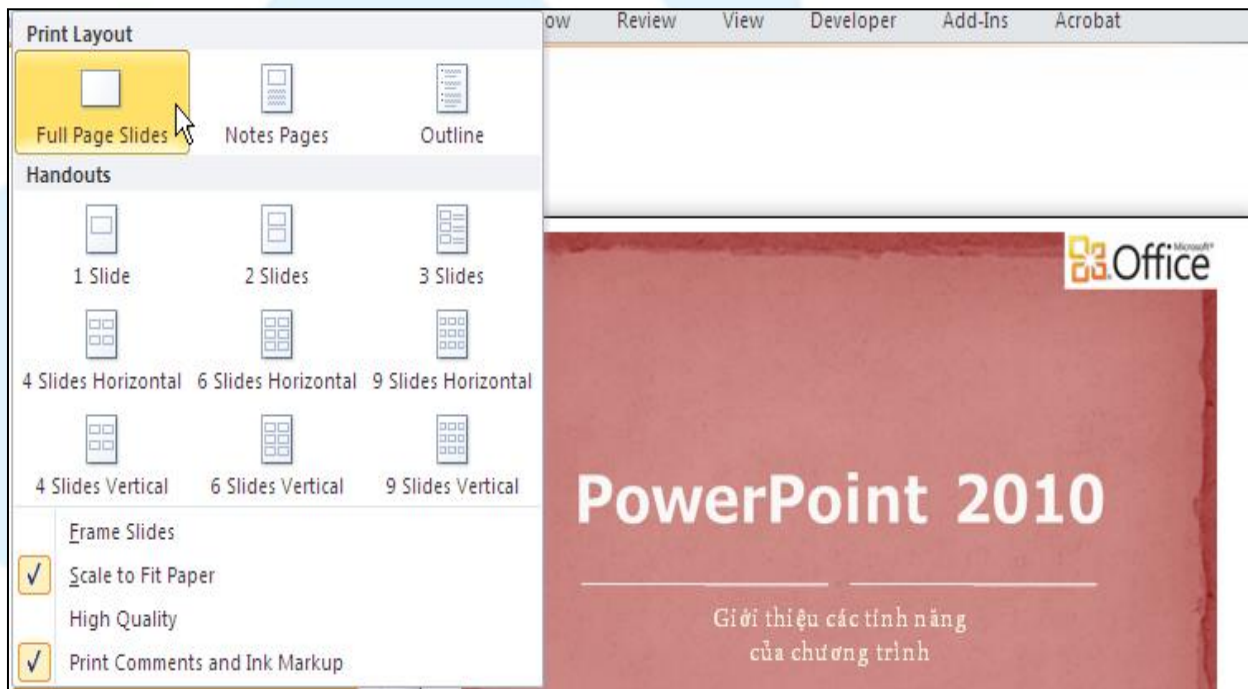 Print Layout
ow Review View Developer Add-Ins Acrobat
Full Page Slides Notes Pages Outline
Handouts
1 Slide 2 Slides 3 Slides
4 Slides Horizontal 6 Slides Horizontal 9 Slides Horizontal
4 Slides Vertical 6 Slides Vertical 9 Slides Vertical
Frame Slides
Scale to Fit Paper
High Quality
Print Comments and Ink Markup
Microsoft®
Office
PowerPoint 2010
Giới thiệu các tính năng
của chương trình